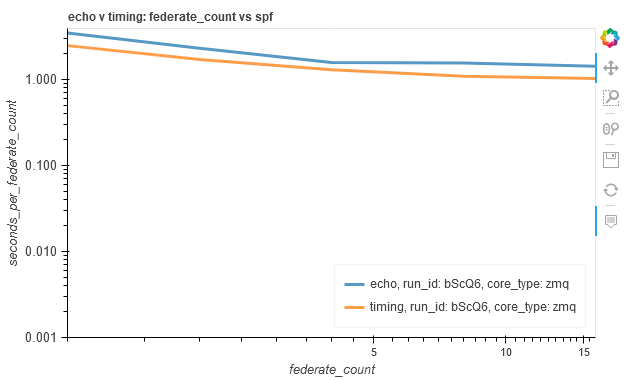 echo v timing: federate_count vs spf
seconds_per_federate_count
1.000
0.100
0.010
0.001
echo, run_id: bScQ6, core_type: zmq
timing, run_id: bScQ6, core_type: zmq
5
10
15
federate_count